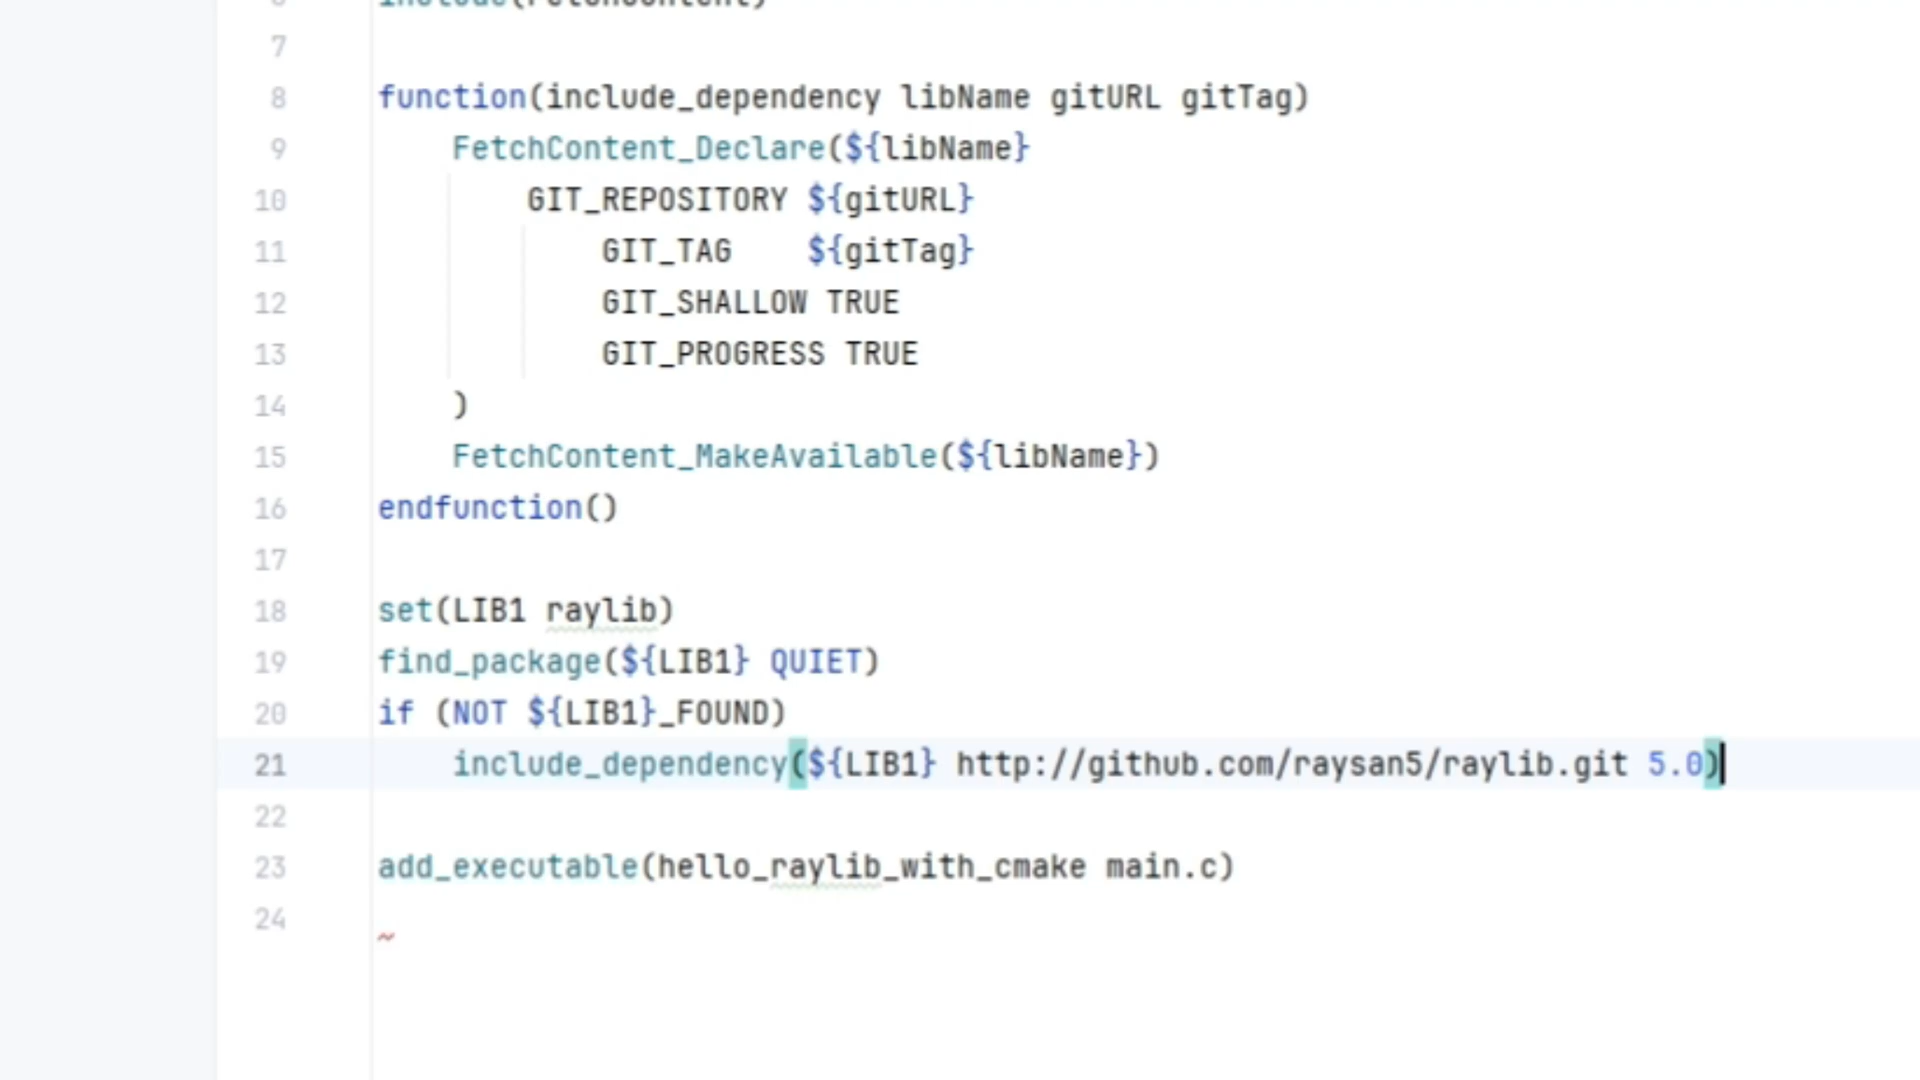 6 include(FetchContent)
7
8 function(include_dependency libName gitURL gitTag)
9 FetchContent_Declare(${libName}
10 GIT_REPOSITORY ${gitURL}
11 GIT_TAG ${gitTag}
12 GIT_SHALLOW TRUE
13 GIT_PROGRESS TRUE
14 )
15 FetchContent_MakeAvailable(${libName})
16 endfunction()
17
18 set(LIB1 raylib)
19 find_package(${LIB1} QUIET)
20 if (NOT ${LIB1}_FOUND)
21 include_dependency(${LIB1} http://github.com/raysan5/raylib.git 5.0)
22
23 add_executable(hello_raylib_with_cmake main.c)
24